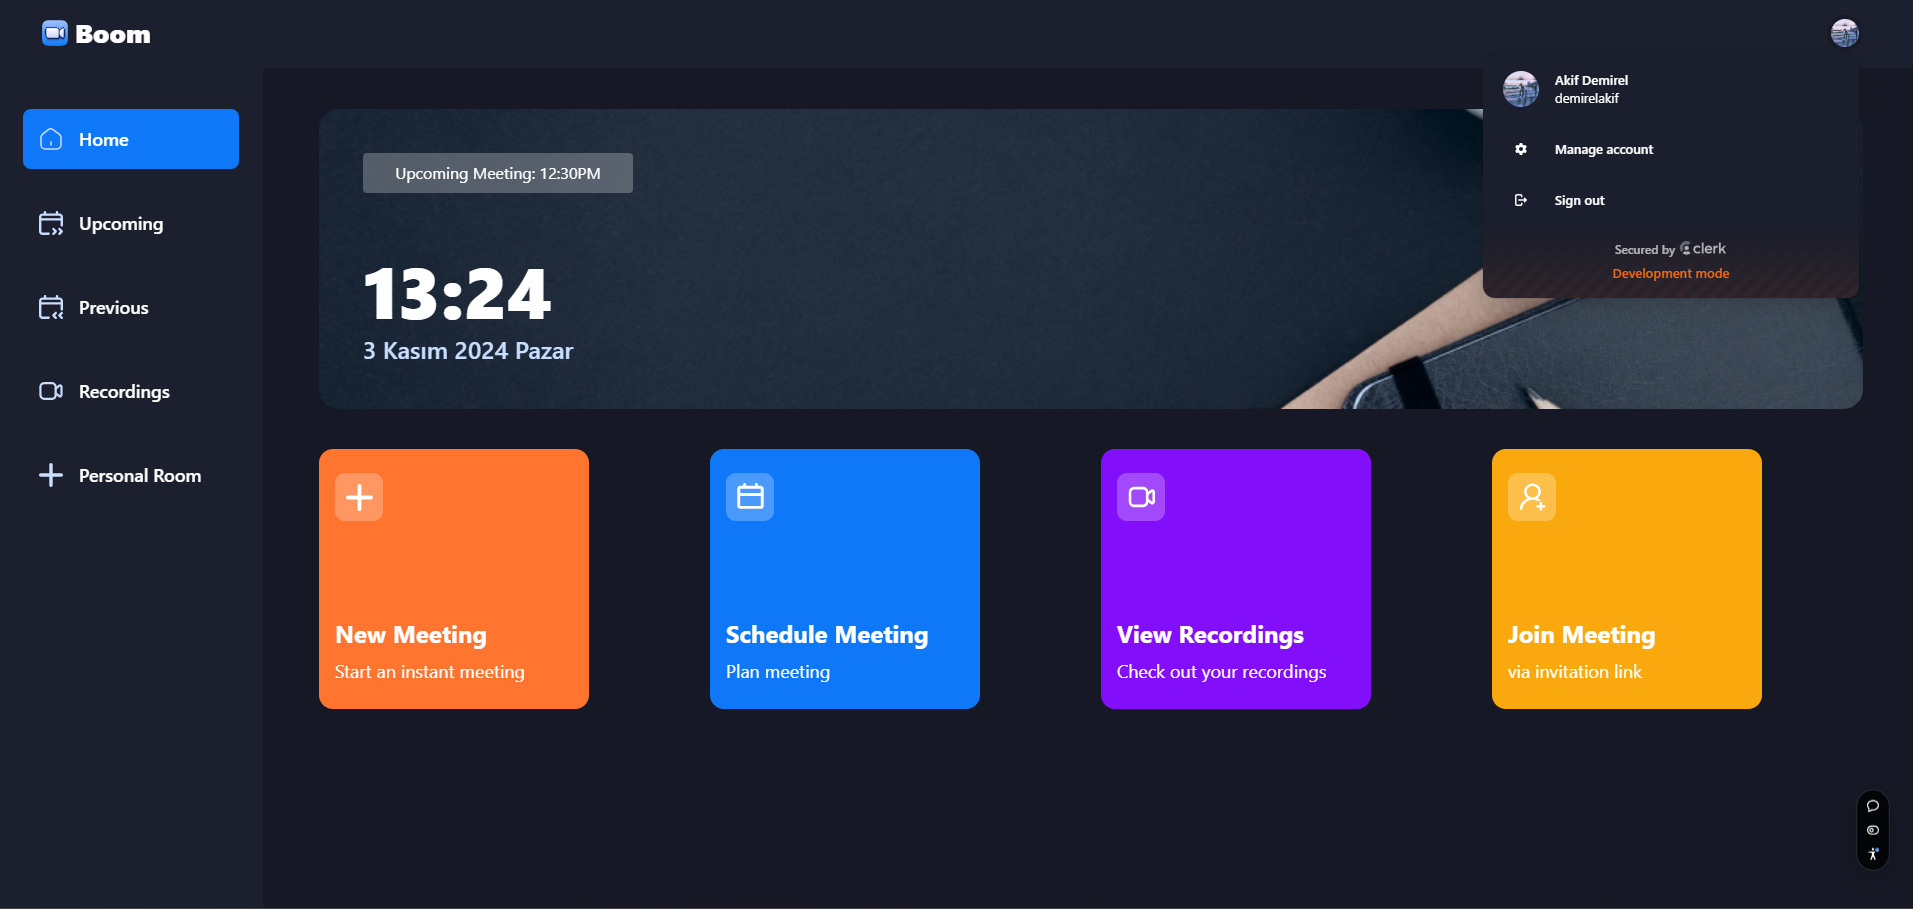 Boom
Akif Demirel
demirelakif
Manage account
Sign out
Secured by clerk
Development mode
Home
Upcoming
Previous
Recordings
Personal Room
Upcoming Meeting: 12:30PM
13:24
3 Kasım 2024 Pazar
New Meeting
Start an instant meeting
Schedule Meeting
Plan meeting
View Recordings
Check out your recordings
Join Meeting
via invitation link